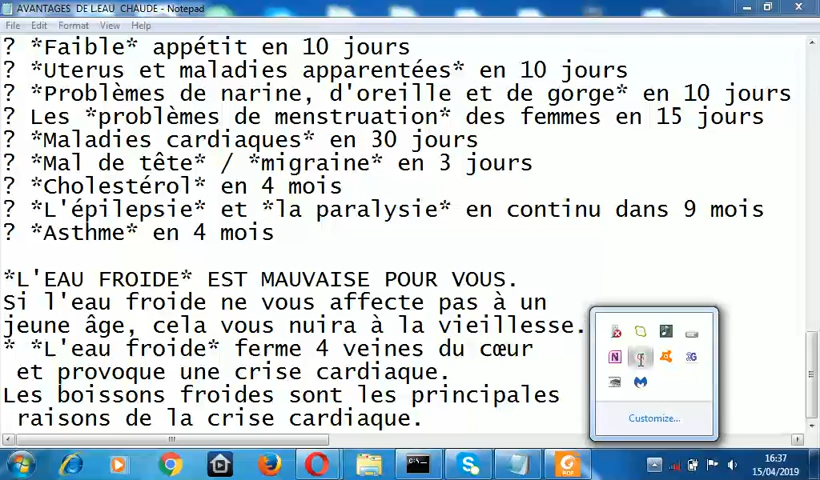 AVANTAGES DE L.EAU_CHAUDE - Notepad
File Edit Format View Help
? *Faible* appétit en 10 jours
? *Uterus et maladies apparentées* en 10 jours
? *Problèmes de narine, d'oreille et de gorge* en 10 jours
? Les *problèmes de menstruation* des femmes en 15 jours
? *Maladies cardiaques* en 30 jours
? *Mal de tête* / *migraine* en 3 jours
? *Cholestérol* en 4 mois
? *L'épilepsie* et *la paralysie* en continu dans 9 mois
? *Asthme* en 4 mois
*L'EAU FROIDE* EST MAUVAISE POUR VOUS.
Si l'eau froide ne vous affecte pas à un
jeune âge, cela vous nuira à la vieillesse.
* *L'eau froide* ferme 4 veines du cœur
et provoque une crise cardiaque.
Les boissons froides sont les principales
raisons de la crise cardiaque.
Customize...
16:37
15/04/2019